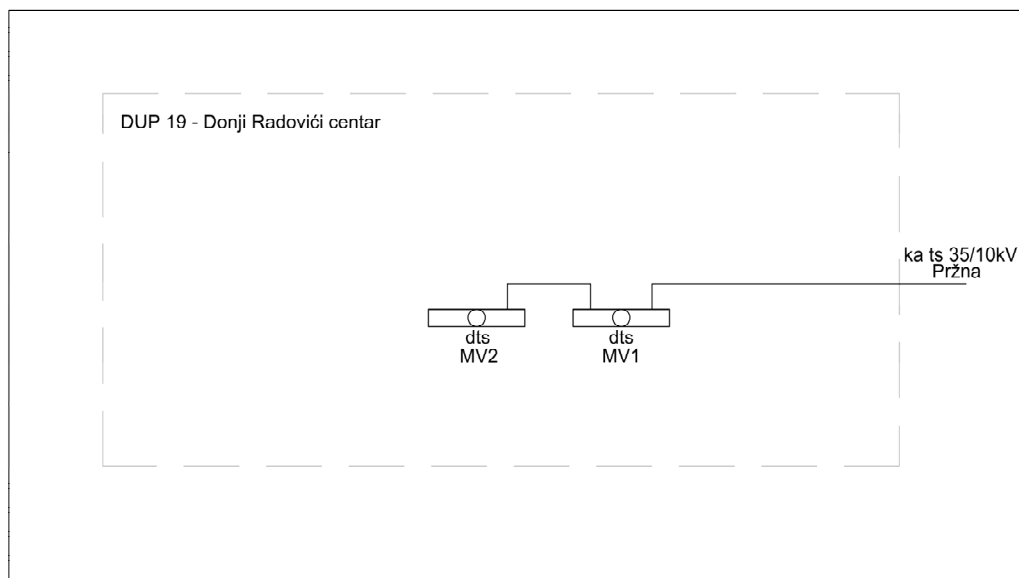 DUP 19 - Donji Radovići centar
ka ts 35/10kV
Pržna
dts
MV2
dts
MV1